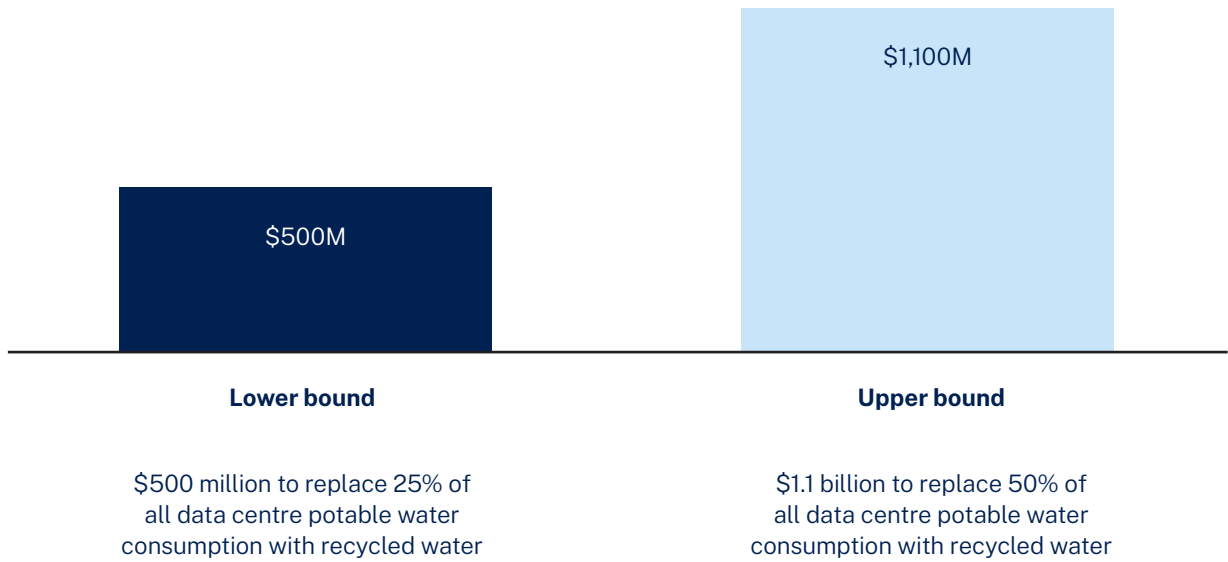 $1,100M
$500M
Lower bound
Upper bound
$500 million to replace 25% of
all data centre potable water
consumption with recycled water
$1.1 billion to replace 50% of
all data centre potable water
consumption with recycled water